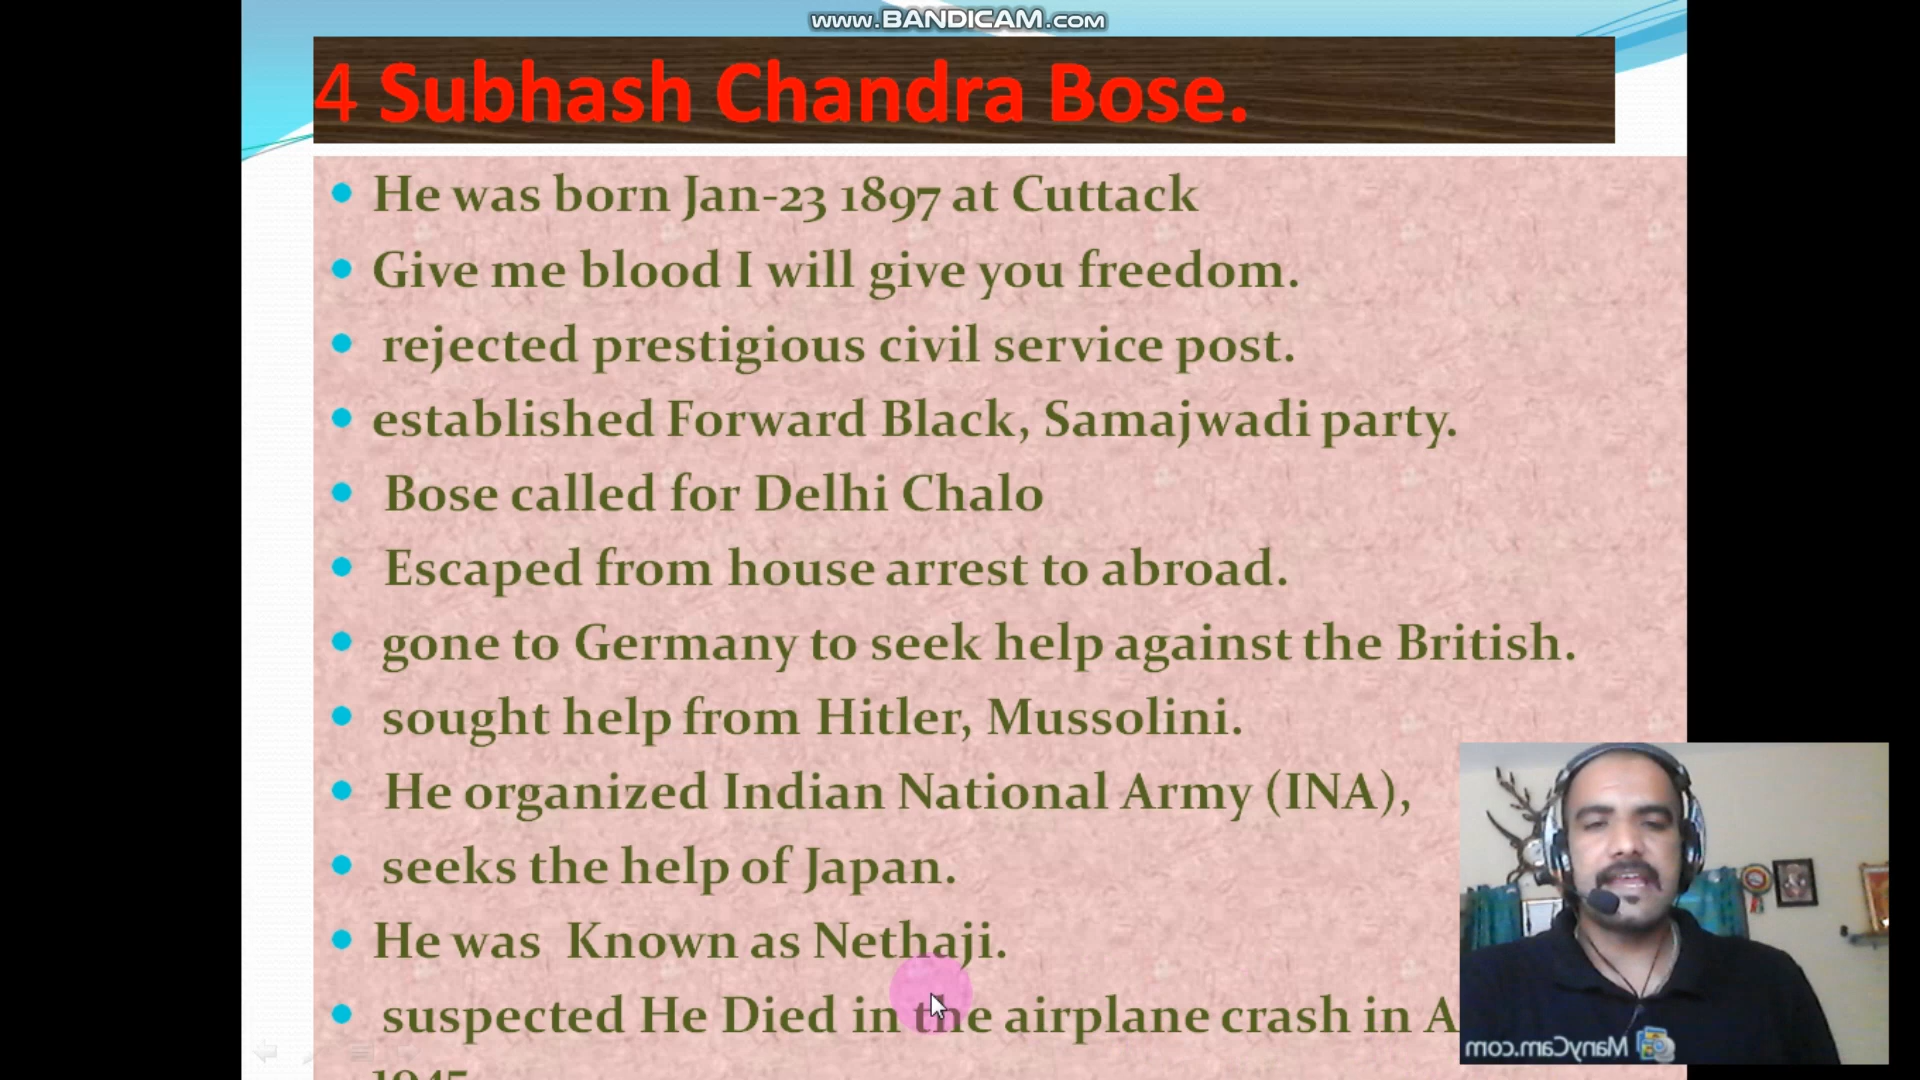 www.BANDICAM.com
4 Subhash Chandra Bose.
He was born Jan-23 1897 at Cuttack
Give me blood I will give you freedom.
rejected prestigious civil service post.
established Forward Black, Samajwadi party.
Bose called for Delhi Chalo
Escaped from house arrest to abroad.
gone to Germany to seek help against the British.
sought help from Hitler, Mussolini.
He organized Indian National Army (INA),
seeks the help of Japan.
He was Known as Nethaji.
suspected He Died in the airplane crash in A
1945
ManyCam.com